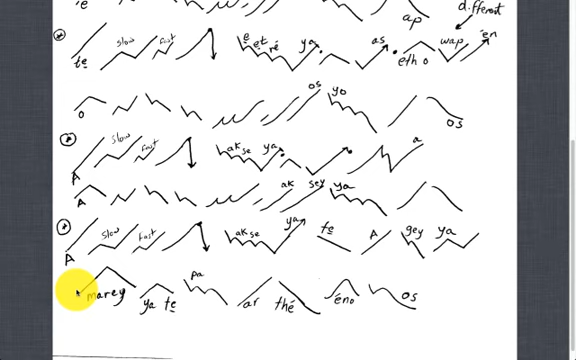 te ap different
te slow fast e et ré ya as etho wap en
o os yo os
A slow fast ak se ya a
A ak sey ya
A slow fast ak se ya te A gey ya
marey ya te pa ar thé éno os